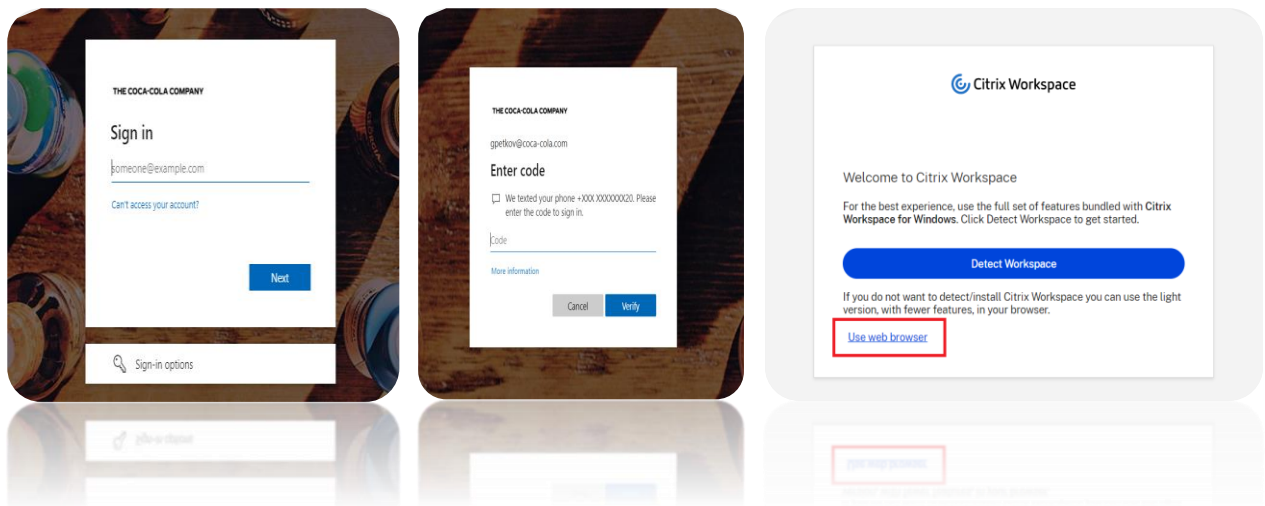 THE COCA-COLA COMPANY
Sign in
someone@example.com
Can't access your account?
Next
Sign-in options
THE COCA-COLA COMPANY
gpetkov@coca-cola.com
Enter code
We texted your phone +XXX XXXXXXX20. Please
enter the code to sign in.
Code
More information
Cancel
Verify
Citrix Workspace
Welcome to Citrix Workspace
For the best experience, use the full set of features bundled with Citrix
Workspace for Windows. Click Detect Workspace to get started.
Detect Workspace
If you do not want to detect/install Citrix Workspace you can use the light
version, with fewer features, in your browser.
Use web browser